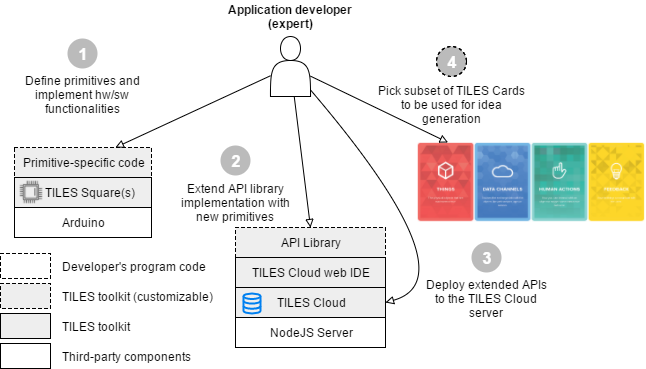 Application developer
(expert)
1
Define primitives and
implement hw/sw
functionalities
4
Pick subset of TILES Cards
to be used for idea
generation
Primitive-specific code
TILES Square(s)
Arduino
2
Extend API library
implementation with
new primitives
THINGS
DATA CHANNELS
HUMAN ACTIONS
FEEDBACK
API Library
TILES Cloud web IDE
TILES Cloud
NodeJS Server
3
Deploy extended APIs
to the TILES Cloud
server
Developer's program code
TILES toolkit (customizable)
TILES toolkit
Third-party components